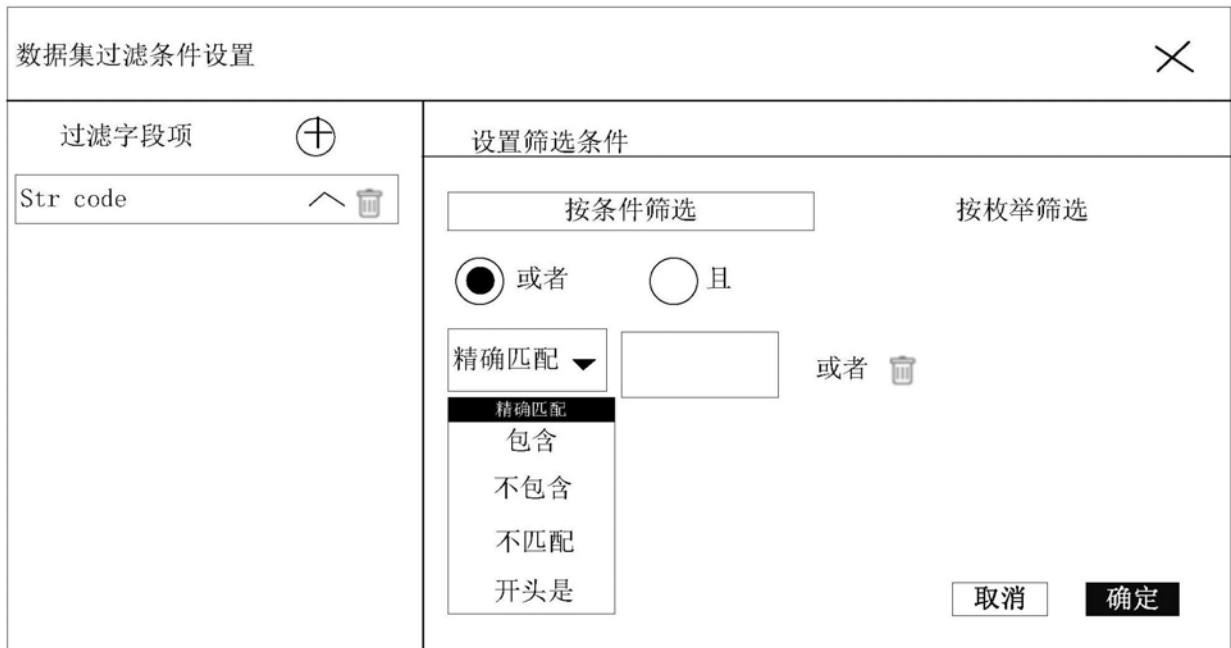 数据集过滤条件设置
过滤字段项
设置筛选条件
Str code
按条件筛选 按枚举筛选
或者 且
精确匹配 或者
精确匹配
包含
不包含
不匹配
开头是
取消 确定